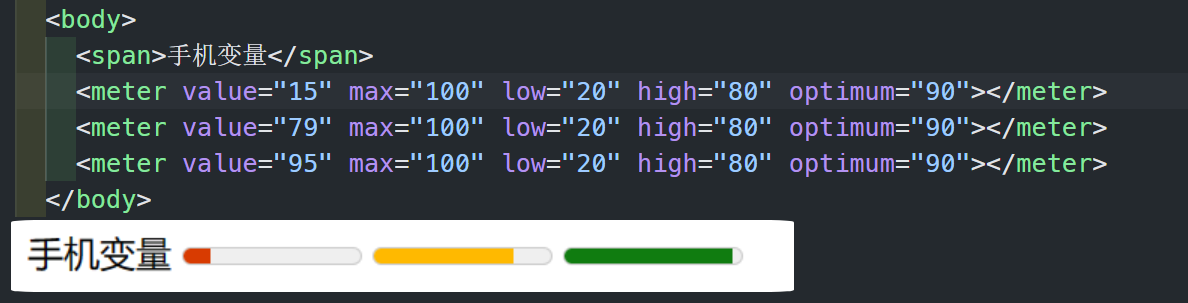 <body>
<span>手机变量</span>
<meter value="15" max="100" low="20" high="80" optimum="90"></meter>
<meter value="79" max="100" low="20" high="80" optimum="90"></meter>
<meter value="95" max="100" low="20" high="80" optimum="90"></meter>
</body>
手机变量